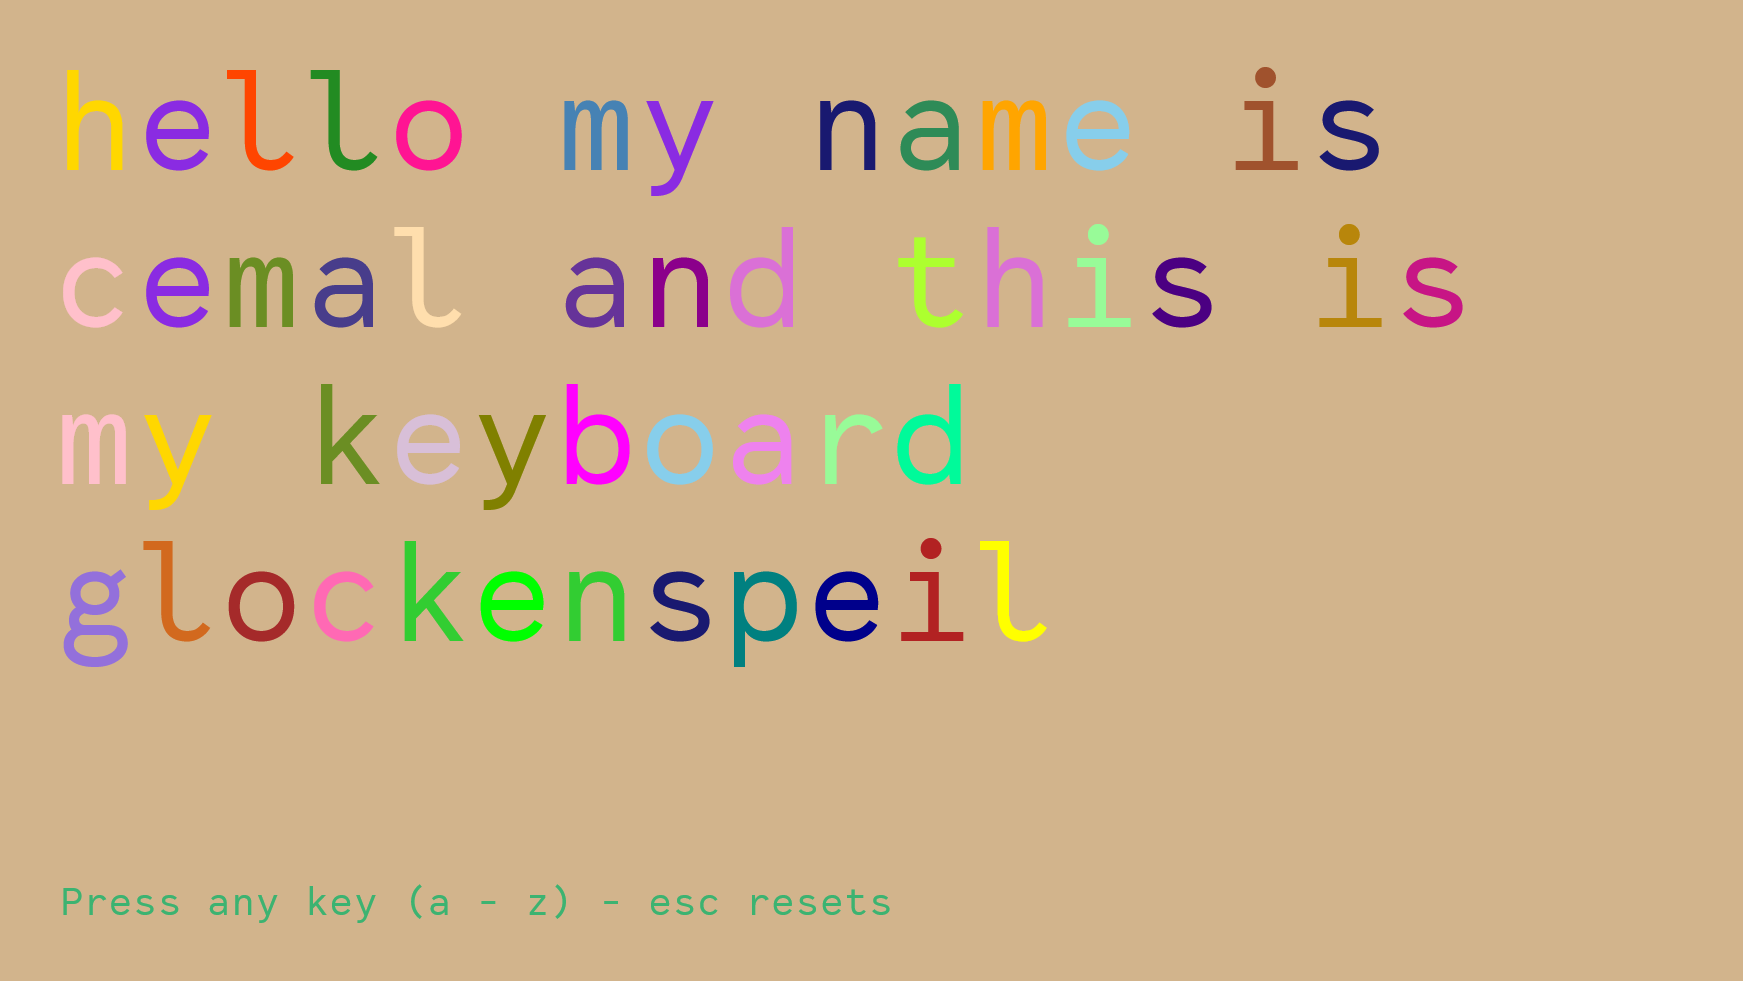 hello my name is
cemal and this is
my keyboard
glockenspeil
Press any key (a - z) - esc resets